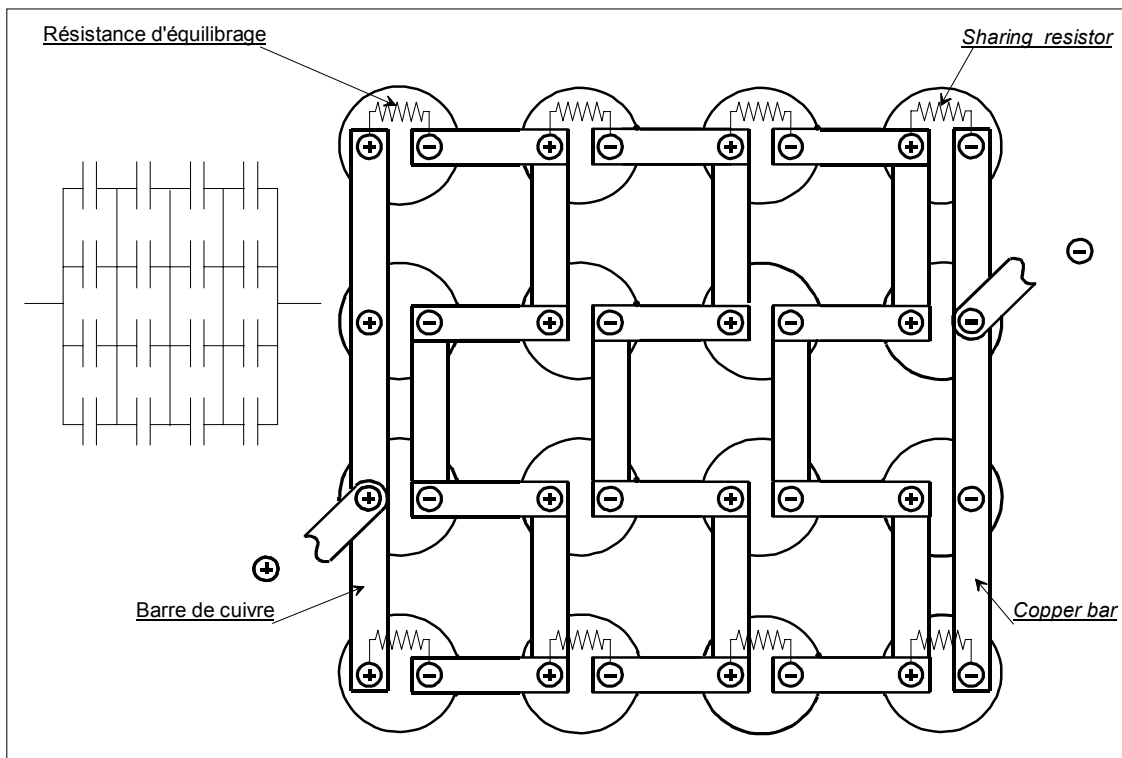 Résistance d'équilibrage
Sharing resistor
+ - + - + - + -
-
+ - + - + - + -
+ - + - + - + -
+
Barre de cuivre
Copper bar
+ - + - + - + -